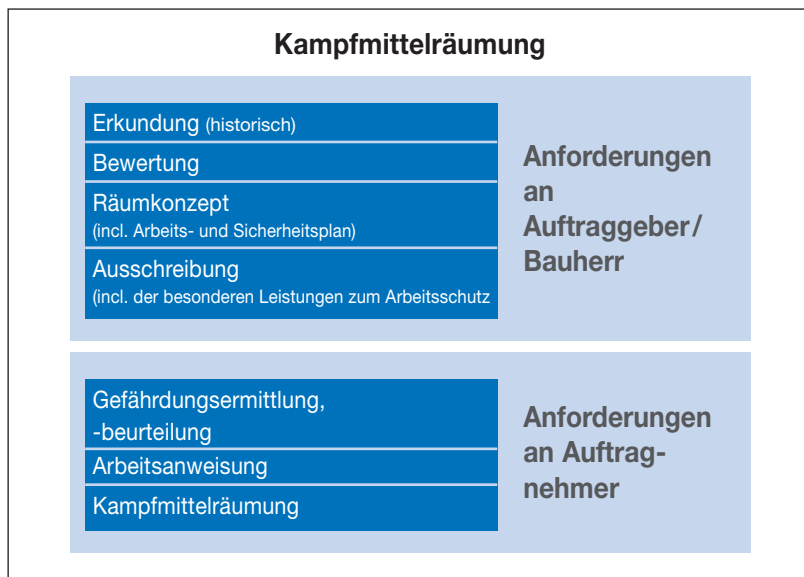 Kampfmittelräumung
Erkundung (historisch)
Bewertung
Räumkonzept
(incl. Arbeits- und Sicherheitsplan)
Ausschreibung
(incl. der besonderen Leistungen zum Arbeitsschutz
Anforderungen
an
Auftraggeber/
Bauherr
Gefährdungsermittlung,
-beurteilung
Arbeitsanweisung
Kampfmittelräumung
Anforderungen
an Auftrag-
nehmer